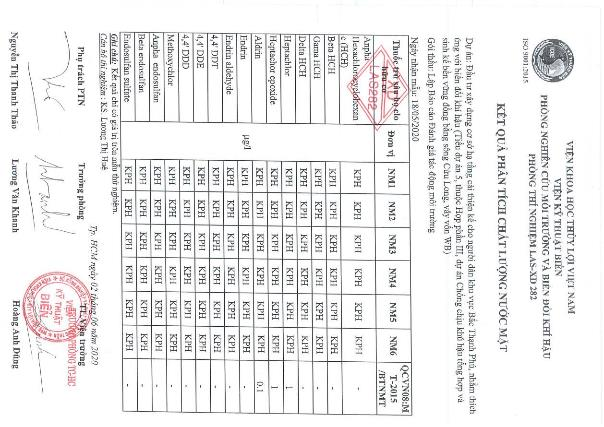 VIỆN KHOA HỌC THỦY LỢI VIỆT NAM
VIỆN KỸ THUẬT BIỂN
PHÒNG NGHIÊN CỨU MÔI TRƯỜNG VÀ BIẾN ĐỔI KHÍ HẬU
PHÒNG THÍ NGHIỆM LAS-XD 282
ISO 9001:2015
KẾT QUẢ PHÂN TÍCH CHẤT LƯỢNG NƯỚC MẶT
Dự án: Đầu tư xây dựng cơ sở hạ tầng cải thiện kế cho người dân khu vực Bắc Thạnh Phú, nhằm thích
ứng với biến đổi khí hậu (Tiểu dự án 5, thuộc Hợp phần III, dự án Chống chịu khí hậu tổng hợp và
sinh kế bền vững đồng bằng sông Cửu Long, vây vốn WB)
Gói thầu: Lập Báo cáo Đánh giá tác động môi trường
Ngày nhận mẫu: 18/05/2020
Thuốc trừ sâu họ clo hữu cơ Đơn vị NM1 NM2 NM3 NM4 NM5 NM6 QCVN08:MT-2015/BTNMT
LAS282
Anpha Hexachlorocyclohexan e (HCH) KPH KPH KPH KPH KPH KPH -
Beta HCH KPH KPH KPH KPH KPH KPH -
Gama HCH KPH KPH KPH KPH KPH KPH -
Delta HCH KPH KPH KPH KPH KPH KPH -
Heptachlor KPH KPH KPH KPH KPH KPH 1
Heptachor epoxide KPH KPH KPH KPH KPH KPH 1
Aldrin KPH KPH KPH KPH KPH KPH 0.1
Endrin µg/l KPH KPH KPH KPH KPH KPH -
Endrin aldehyde KPH KPH KPH KPH KPH KPH -
4,4' DDT KPH KPH KPH KPH KPH KPH -
4,4' DDE KPH KPH KPH KPH KPH KPH -
4,4' DDD KPH KPH KPH KPH KPH KPH -
Methoxychlor KPH KPH KPH KPH KPH KPH -
Anpha endosulfan KPH KPH KPH KPH KPH KPH -
Beta endosulfan KPH KPH KPH KPH KPH KPH -
Endosulfan sulfite KPH KPH KPH KPH KPH KPH -
Ghi chú: Kết quả chỉ có giá trị trên mẫu thử nghiệm.
Cán bộ thí nghiệm: KS. Lương Thị Huê
Tp. HCM ngày 02 tháng 06 năm 2020
Phụ trách PTN Trưởng phòng TL. Viện trưởng
TRƯỞNG PHÒNG TC-HC
VIỆN
KỸ THUẬT
BIỂN
Nguyễn Thị Thanh Thảo Lương Văn Khanh Hoàng Anh Dũng